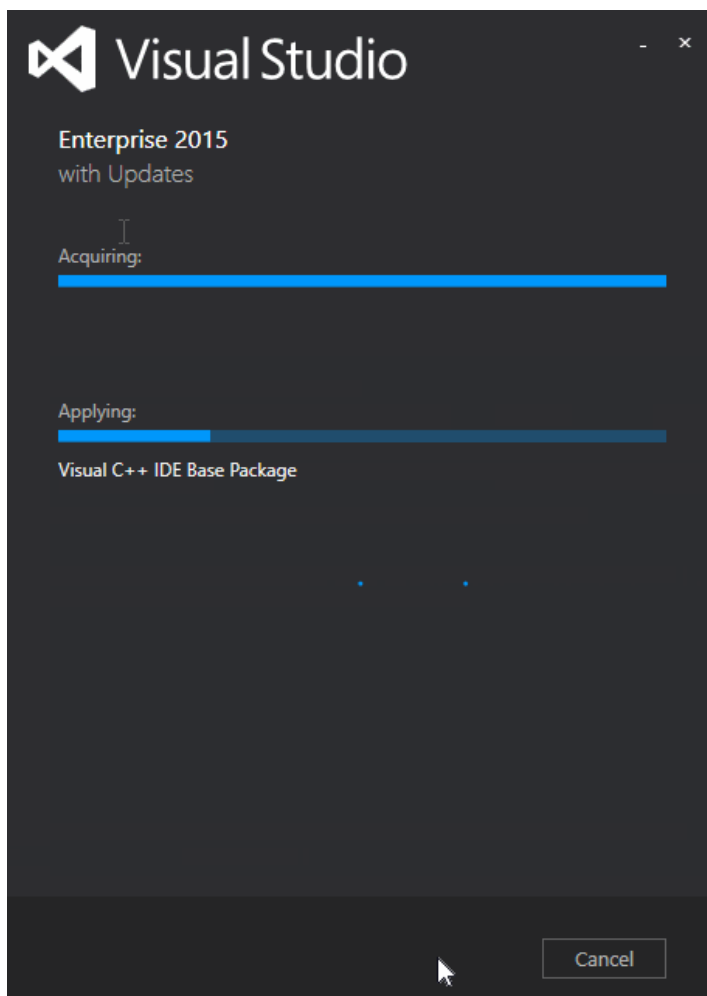 Visual Studio
Enterprise 2015
with Updates
Acquiring:
Applying:
Visual C++ IDE Base Package
Cancel